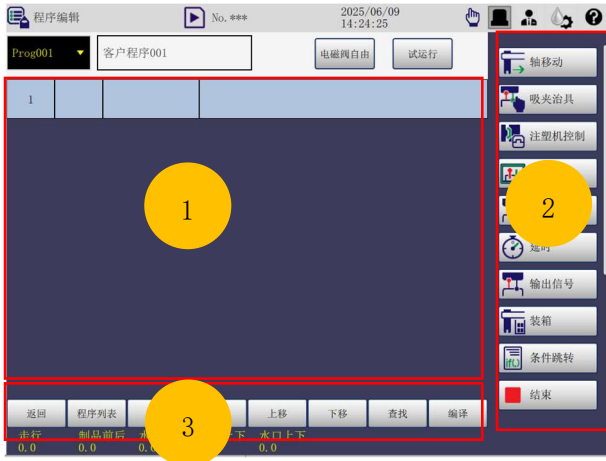 程序编辑
No. ***
2025/06/09
14:24:25
Prog001
客户程序001
电磁阀自由
试运行
1
1
轴移动
吸夹治具
注塑机控制
2
延时
输出信号
装箱
条件跳转
结束
返回
程序列表
3
上移
下移
查找
编译
走行
制品前后
水
下
水口上下
0.0
0.0
0.0